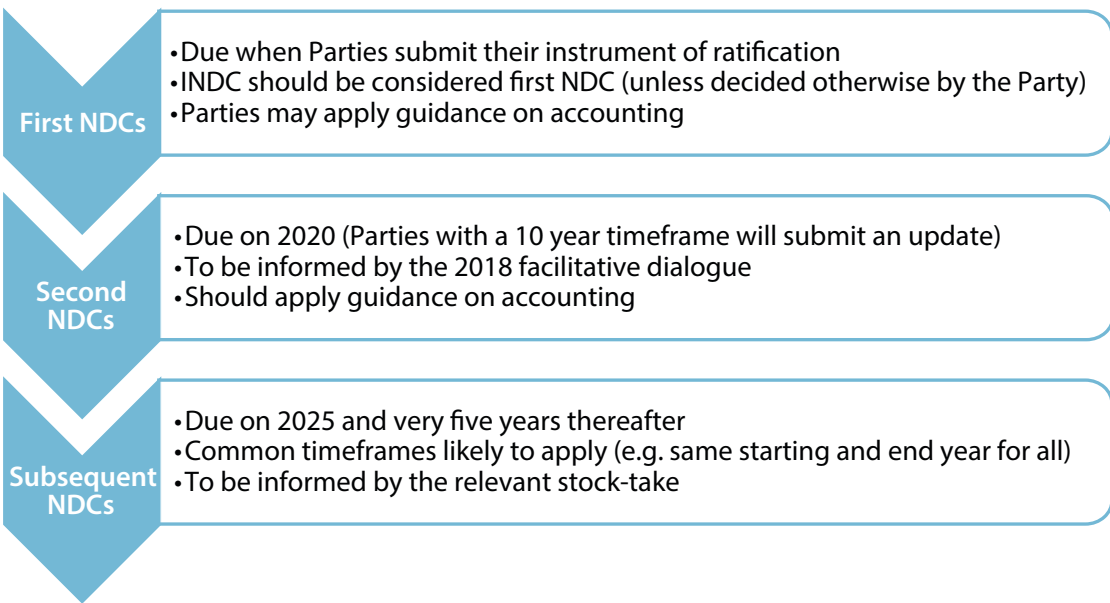 First NDCs
•Due when Parties submit their instrument of ratification
•INDC should be considered first NDC (unless decided otherwise by the Party)
•Parties may apply guidance on accounting
Second
NDCs
•Due on 2020 (Parties with a 10 year timeframe will submit an update)
•To be informed by the 2018 facilitative dialogue
•Should apply guidance on accounting
Subsequent
NDCs
•Due on 2025 and very five years thereafter
•Common timeframes likely to apply (e.g. same starting and end year for all)
•To be informed by the relevant stock-take